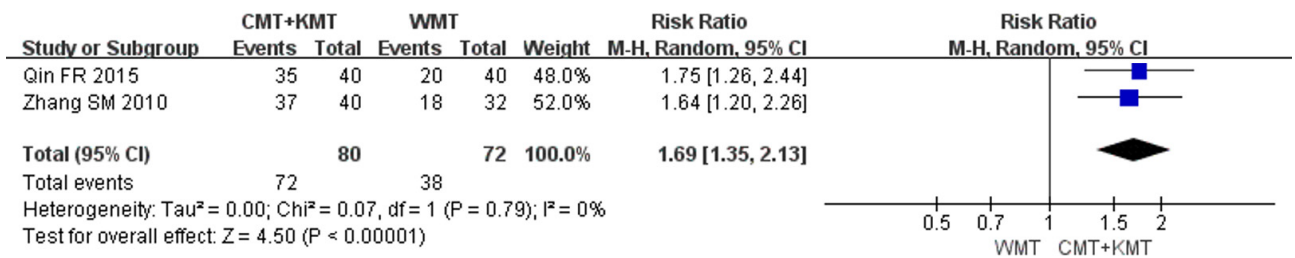 CMT+KMT WMT Risk Ratio Risk Ratio
Study or Subgroup Events Total Events Total Weight M-H, Random, 95% CI M-H, Random, 95% CI
Qin FR 2015 35 40 20 40 48.0% 1.75 [1.26, 2.44]
Zhang SM 2010 37 40 18 32 52.0% 1.64 [1.20, 2.26]
Total (95% CI) 80 72 100.0% 1.69 [1.35, 2.13]
Total events 72 38
Heterogeneity: Tau² = 0.00; Chi² = 0.07, df = 1 (P = 0.79); I² = 0%
Test for overall effect: Z = 4.50 (P < 0.00001)
0.5 0.7 1 1.5 2
WMT CMT+KMT